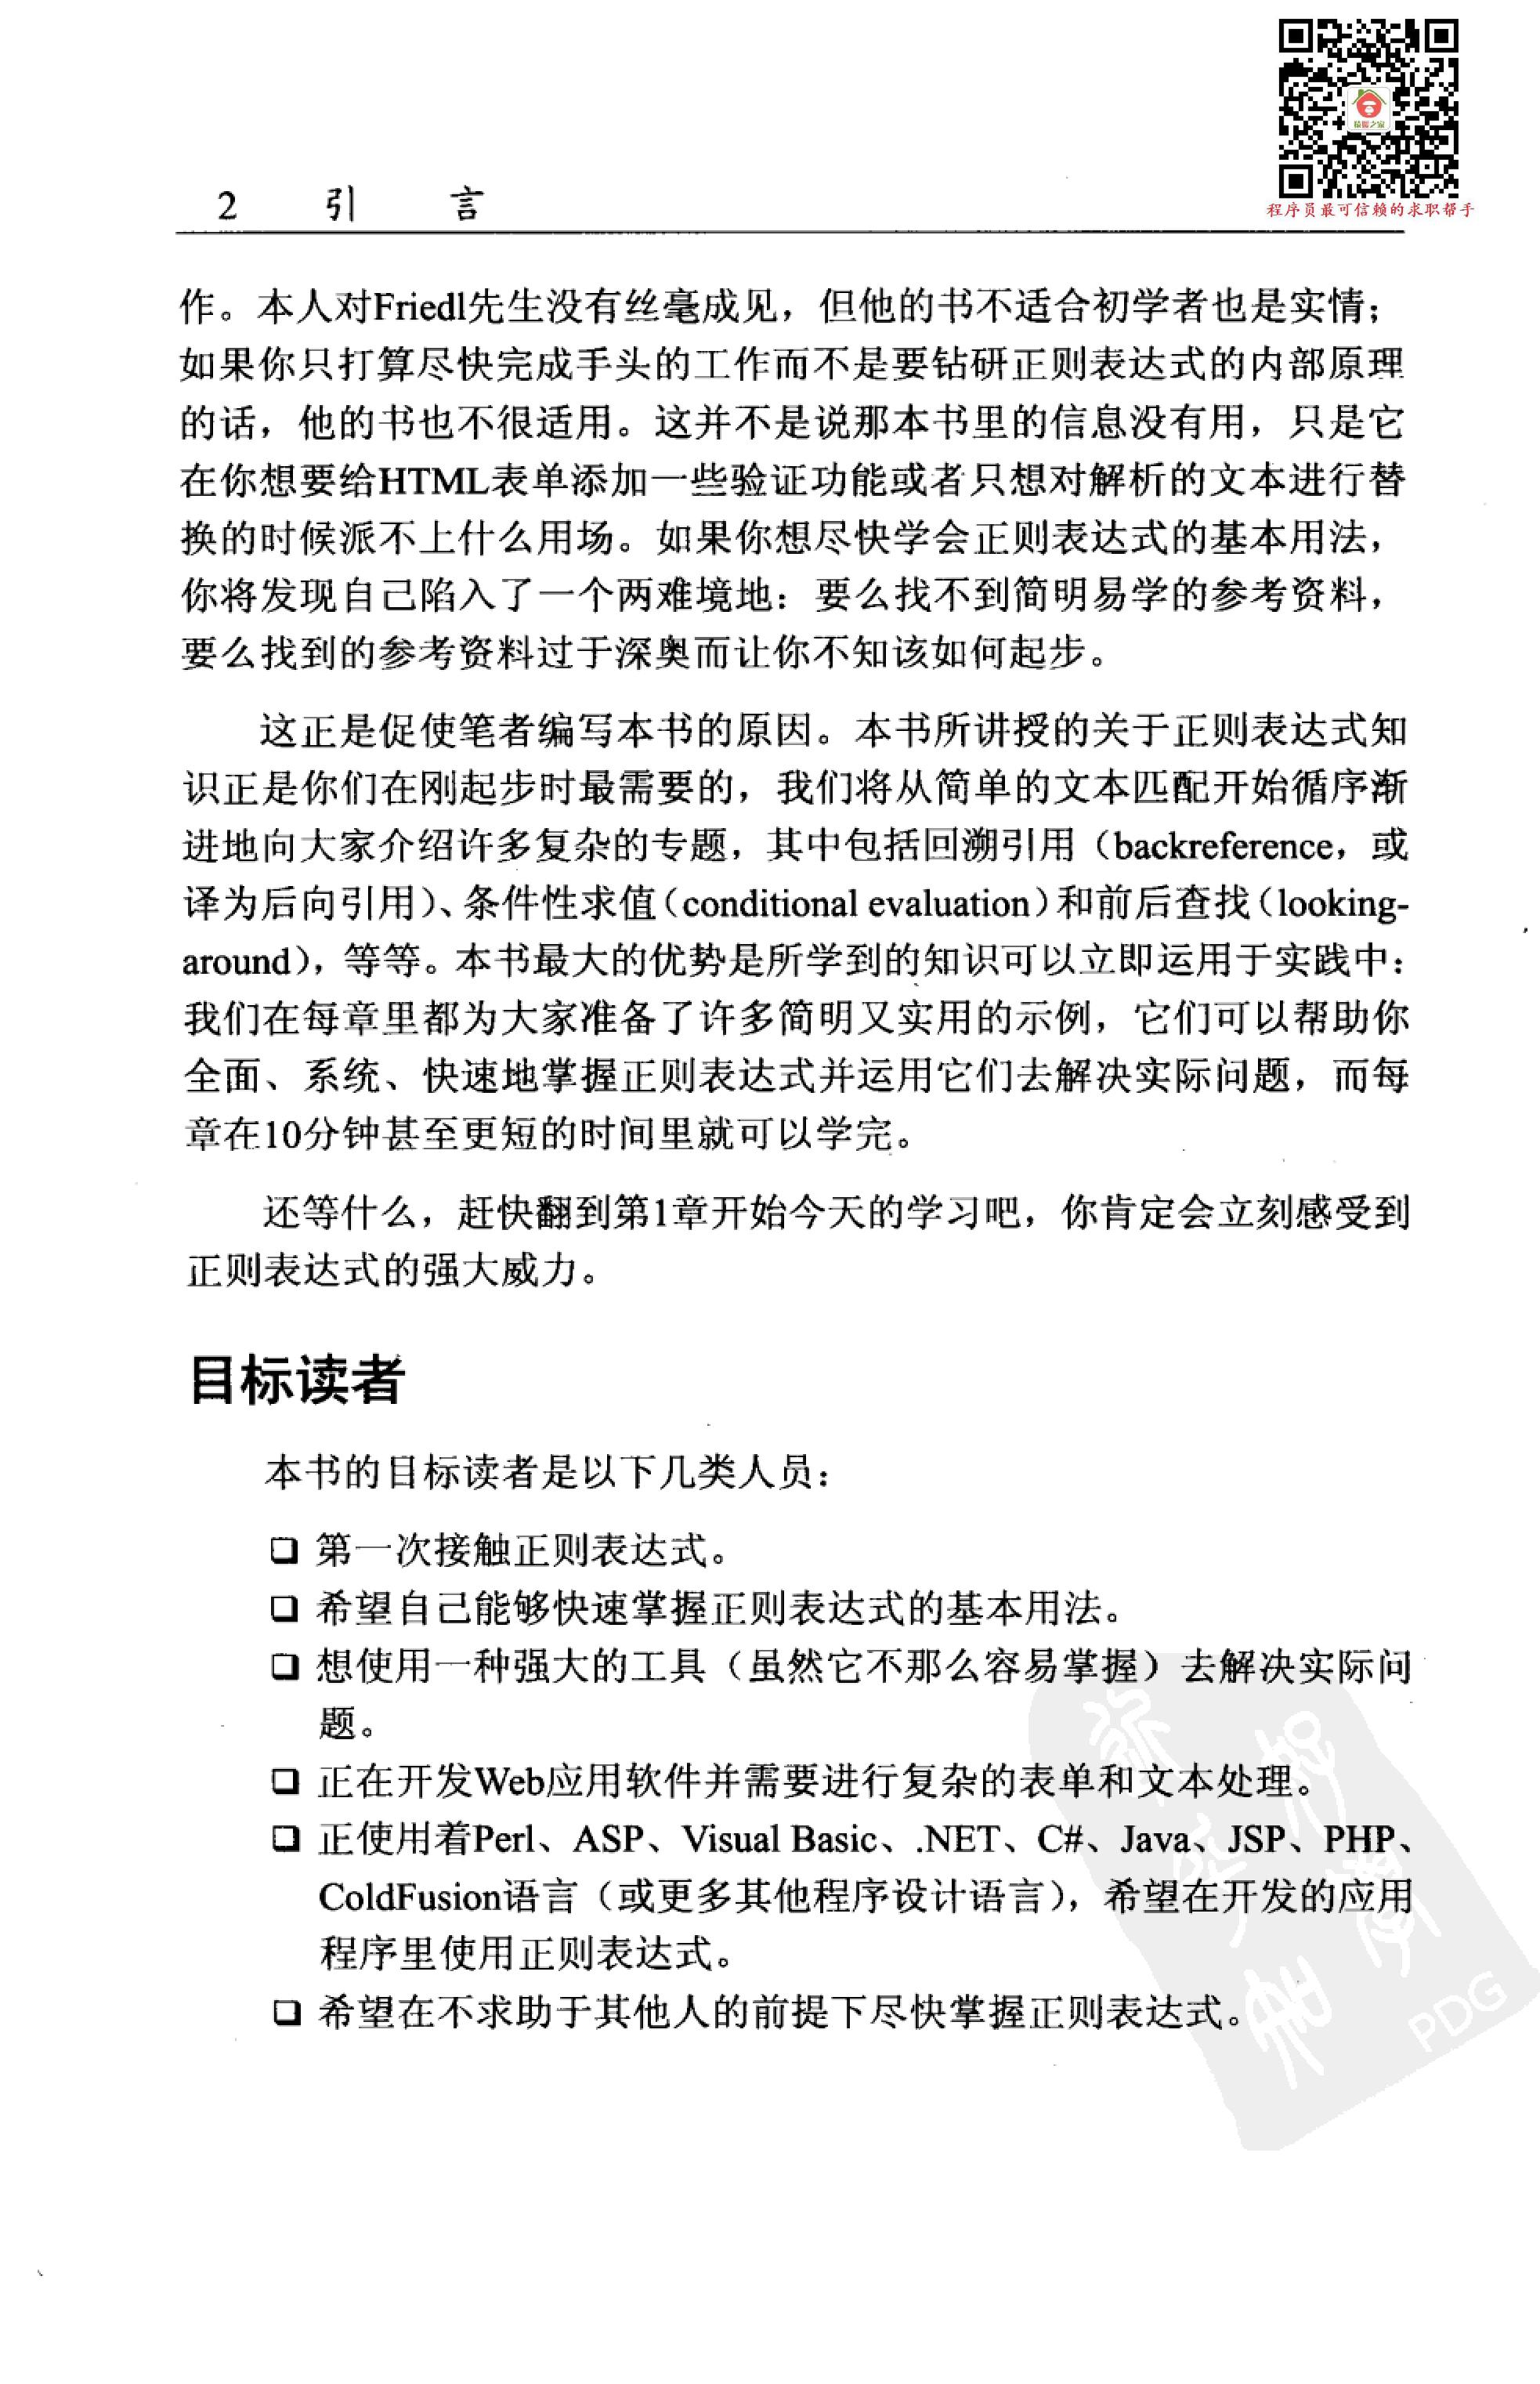 程序员最可信赖的求职帮手
2 引 言
作。本人对Friedl先生没有丝毫成见，但他的书不适合初学者也是实情；
如果你只打算尽快完成手头的工作而不是要钻研正则表达式的内部原理
的话，他的书也不很适用。这并不是说那本书里的信息没有用，只是它
在你想要给HTML表单添加一些验证功能或者只想对解析的文本进行替
换的时候派不上什么用场。如果你想尽快学会正则表达式的基本用法，
你将发现自己陷入了一个两难境地：要么找不到简明易学的参考资料，
要么找到的参考资料过于深奥而让你不知该如何起步。
这正是促使笔者编写本书的原因。本书所讲授的关于正则表达式知
识正是你们在刚起步时最需要的，我们将从简单的文本匹配开始循序渐
进地向大家介绍许多复杂的专题，其中包括回溯引用（backreference，或
译为后向引用）、条件性求值（conditional evaluation）和前后查找（looking-
around），等等。本书最大的优势是所学到的知识可以立即运用于实践中：
我们在每章里都为大家准备了许多简明又实用的示例，它们可以帮助你
全面、系统、快速地掌握正则表达式并运用它们去解决实际问题，而每
章在10分钟甚至更短的时间里就可以学完。
还等什么，赶快翻到第1章开始今天的学习吧，你肯定会立刻感受到
正则表达式的强大威力。
目标读者
本书的目标读者是以下几类人员：
❏ 第一次接触正则表达式。
❏ 希望自己能够快速掌握正则表达式的基本用法。
❏ 想使用一种强大的工具（虽然它不那么容易掌握）去解决实际问
题。
❏ 正在开发Web应用软件并需要进行复杂的表单和文本处理。
❏ 正使用着Perl、ASP、Visual Basic、.NET、C#、Java、JSP、PHP、
ColdFusion语言（或更多其他程序设计语言），希望在开发的应用
程序里使用正则表达式。
❏ 希望在不求助于其他人的前提下尽快掌握正则表达式。
PDG